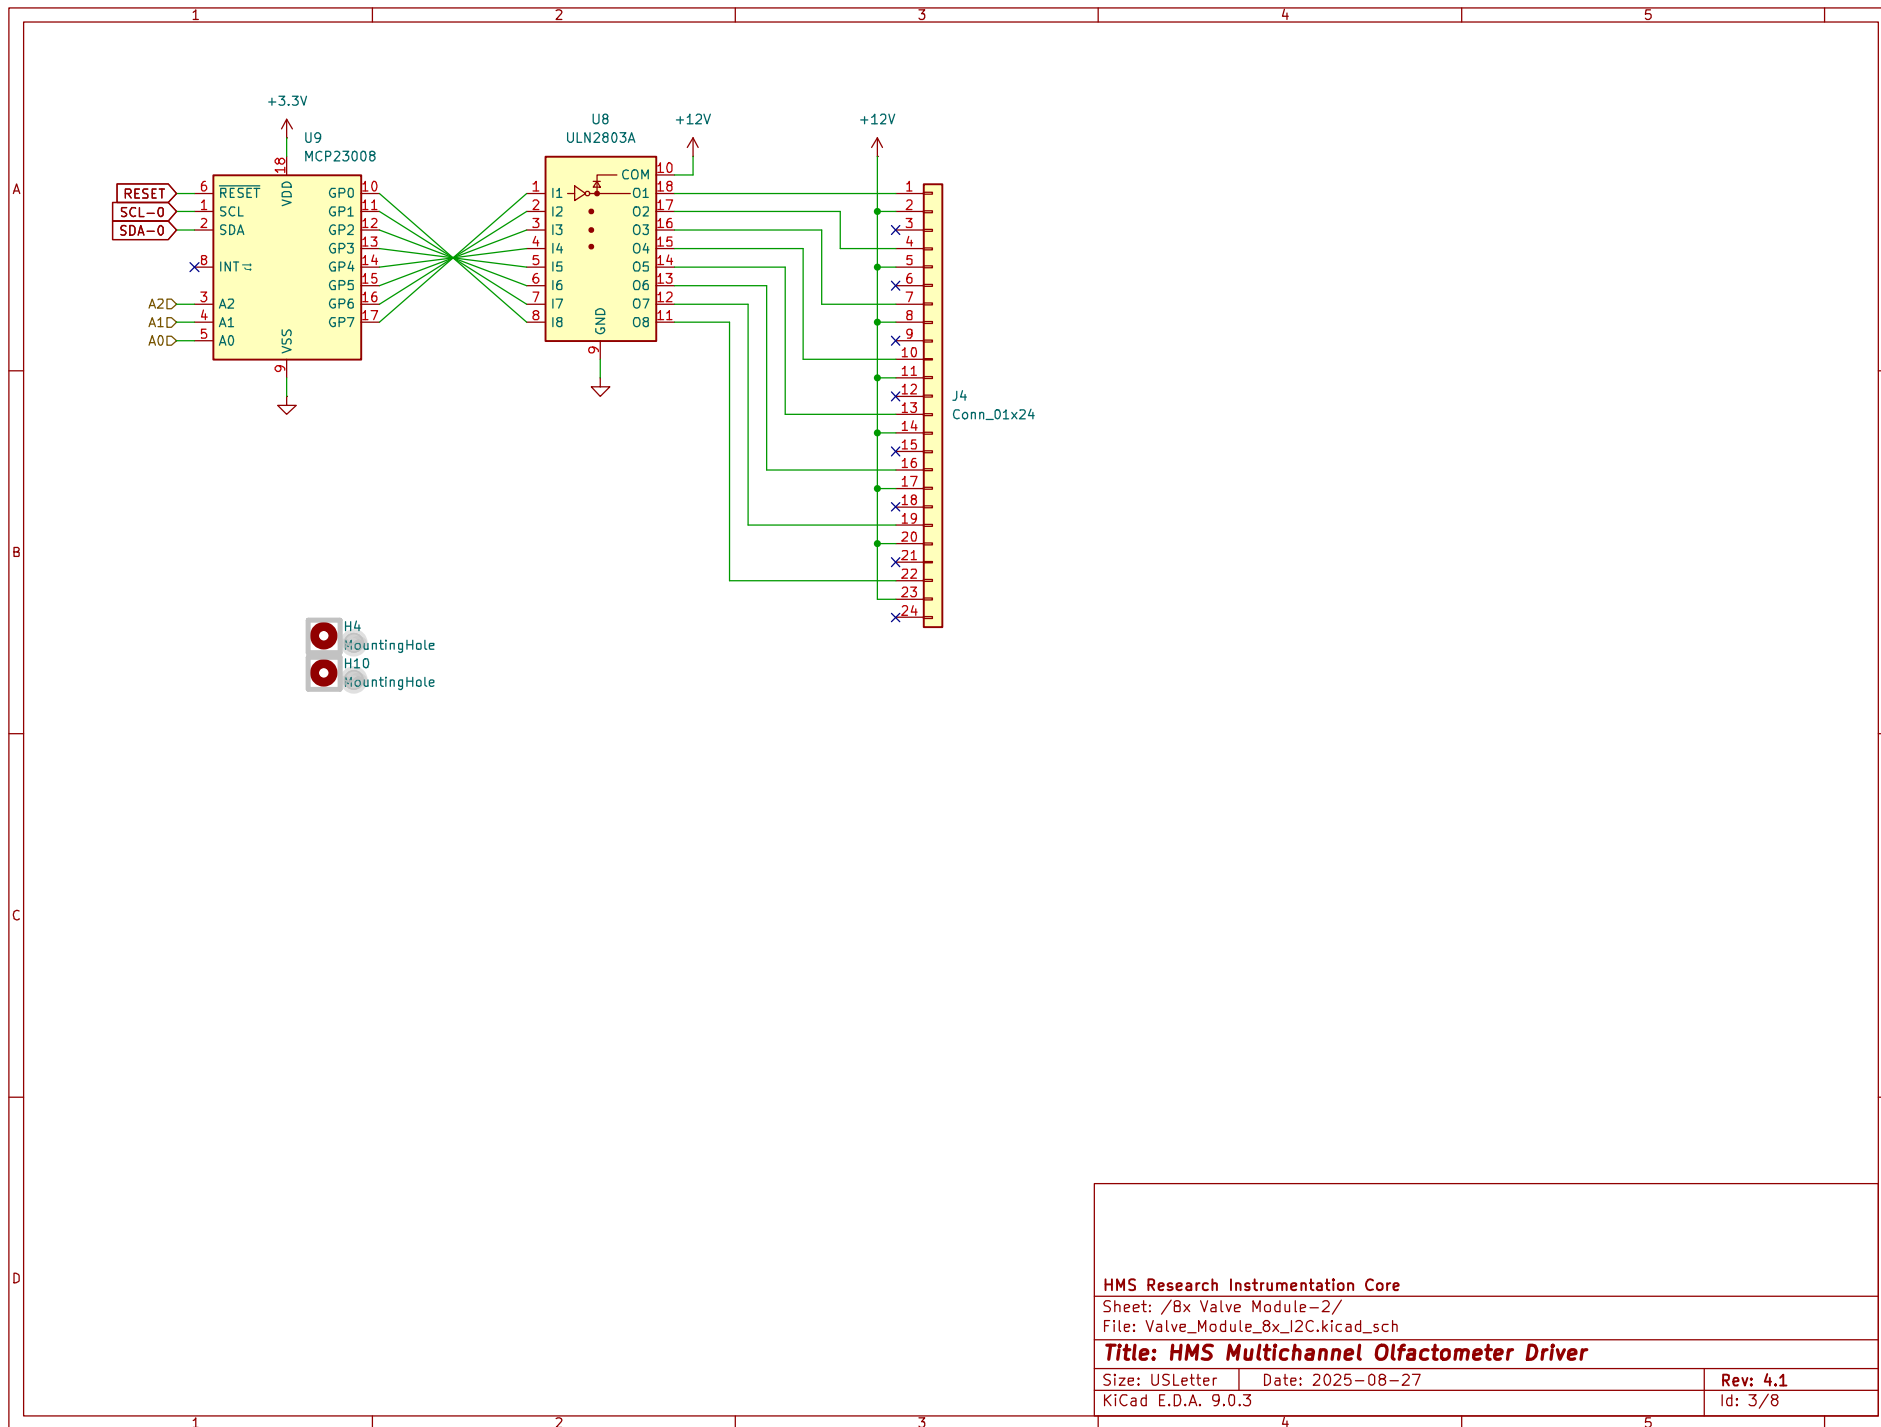 1 2 3 4 5
+3.3V
U9
MCP23008
18
VDD
RESET 6 RESET GP0 10
SCL-0 1 SCL GP1 11
SDA-0 2 SDA GP2 12
GP3 13
8 INT GP4 14
GP5 15
A2 3 A2 GP6 16
A1 4 A1 GP7 17
A0 5 A0
VSS
9
U8
ULN2803A
+12V
COM 10
1 I1 O1 18
2 I2 O2 17
3 I3 O3 16
4 I4 O4 15
5 I5 O5 14
6 I6 O6 13
7 I7 O7 12
8 I8 O8 11
GND
9
+12V
1
2
3
4
5
6
7
8
9
10
11
12
13
14
15
16
17
18
19
20
21
22
23
24
J4
Conn_01x24
H4
MountingHole
H10
MountingHole
A
B
C
D
HMS Research Instrumentation Core
Sheet: /8x Valve Module-2/
File: Valve_Module_8x_I2C.kicad_sch
Title: HMS Multichannel Olfactometer Driver
Size: USLetter Date: 2025-08-27 Rev: 4.1
KiCad E.D.A. 9.0.3 Id: 3/8
1 2 3 4 5